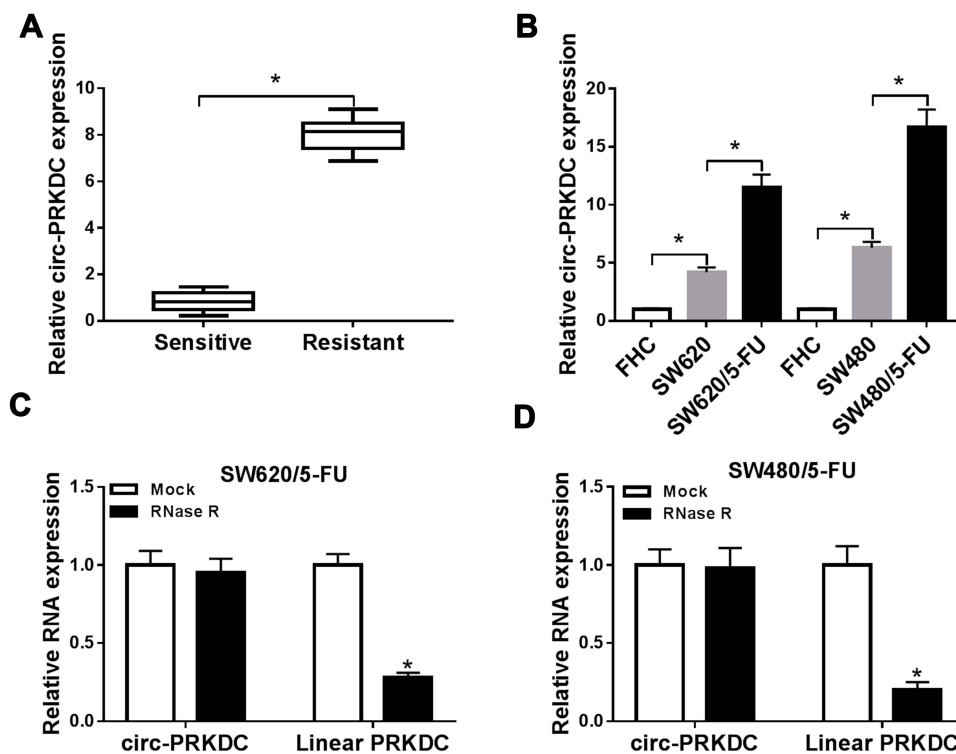 A
Relative circ-PRKDC expression
10
8
6
4
2
0
*
Sensitive
Resistant
B
Relative circ-PRKDC expression
20
15
10
5
0
*
*
*
*
FHC
SW620
SW620/5-FU
FHC
SW480
SW480/5-FU
C
SW620/5-FU
Relative RNA expression
1.5
1.0
0.5
0.0
Mock
RNase R
*
circ-PRKDC
Linear PRKDC
D
SW480/5-FU
Relative RNA expression
1.5
1.0
0.5
0.0
Mock
RNase R
*
circ-PRKDC
Linear PRKDC